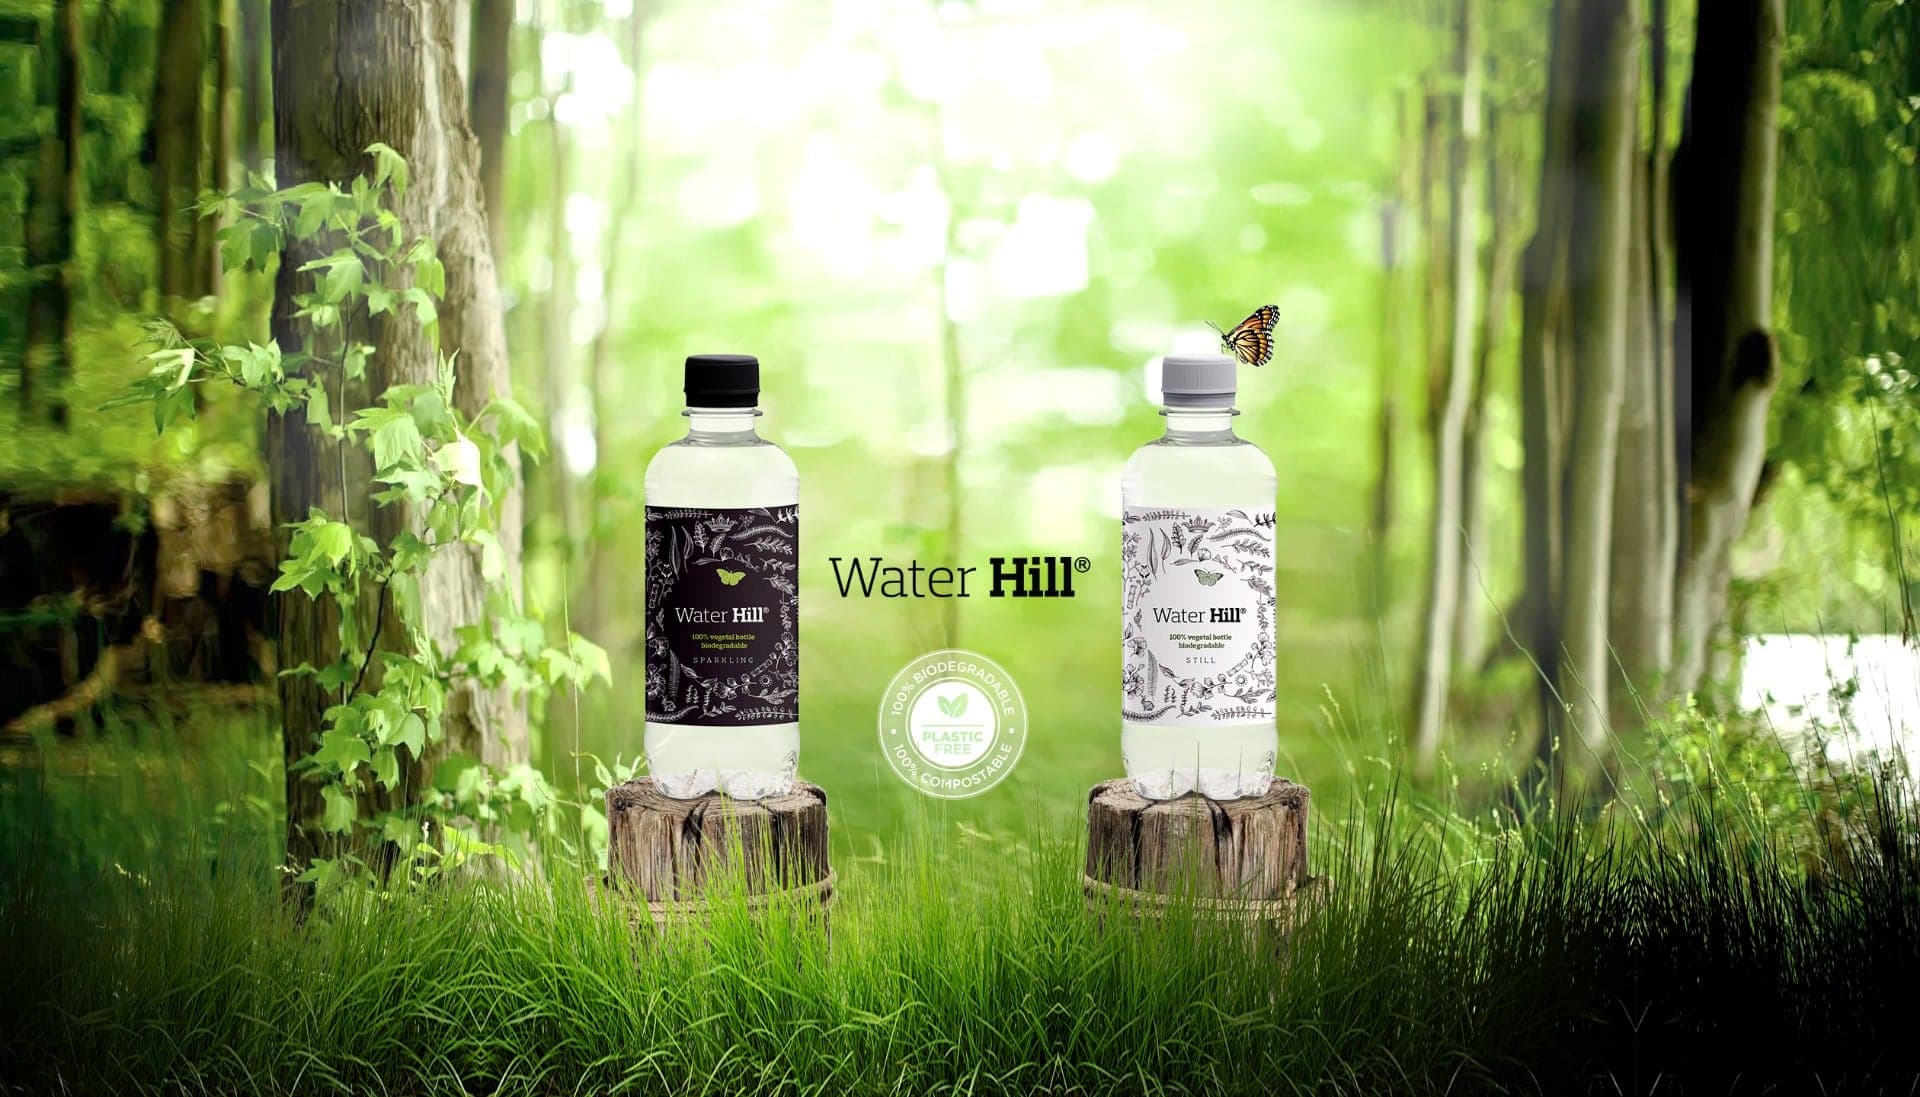 Water Hill®
100% vegetal bottle
biodegradable
SPARKLING
Water Hill®
100% BIODEGRADABLE
PLASTIC
FREE
100% COMPOSTABLE
Water Hill®
100% vegetal bottle
biodegradable
STILL